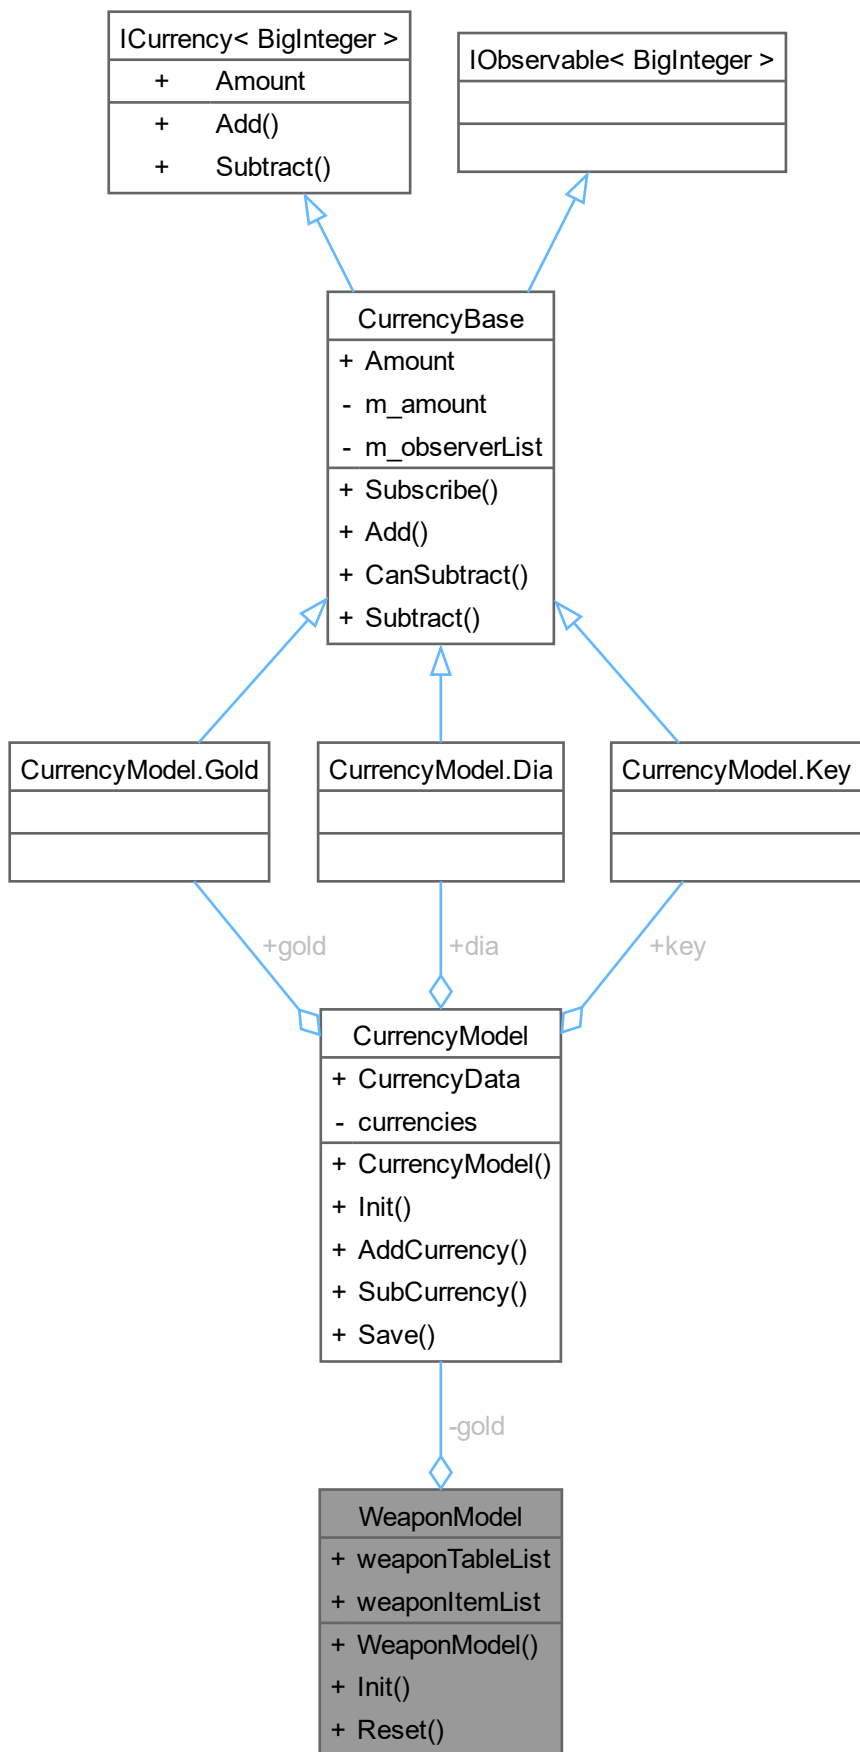 ICurrency< BigInteger >
+ Amount
+ Add()
+ Subtract()
IObservable< BigInteger >
CurrencyBase
+ Amount
- m_amount
- m_observerList
+ Subscribe()
+ Add()
+ CanSubtract()
+ Subtract()
CurrencyModel.Gold
CurrencyModel.Dia
CurrencyModel.Key
+gold
+dia
+key
CurrencyModel
+ CurrencyData
- currencies
+ CurrencyModel()
+ Init()
+ AddCurrency()
+ SubCurrency()
+ Save()
-gold
WeaponModel
+ weaponTableList
+ weaponItemList
+ WeaponModel()
+ Init()
+ Reset()